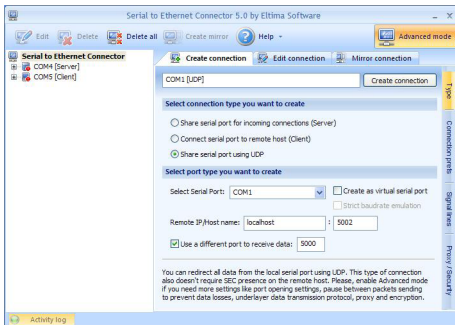 Serial to Ethernet Connector 5.0 by Eltima Software
Edit Delete Delete all Create mirror Help Advanced mode
Serial to Ethernet Connector
COM4 [Server]
COM5 [Client]
Create connection Edit connection Mirror connection
COM1 [UDP] Create connection
Select connection type you want to create
Share serial port for incoming connections (Server)
Connect serial port to remote host (Client)
Share serial port using UDP
Select port type you want to create
Select Serial Port: COM1 Create as virtual serial port
Strict baudrate emulation
Remote IP/Host name: localhost : 5002
Use a different port to receive data: 5000
You can redirect all data from the local serial port using UDP. This type of connection
also doesn't require SEC presence on the remote host. Please, enable Advanced mode
if you need more settings like port opening settings, pause between packets sending
to prevent data losses, underlayer data transmission protocol, proxy and encryption.
Type
Connection prefs
Signal lines
Proxy / Security
Activity log